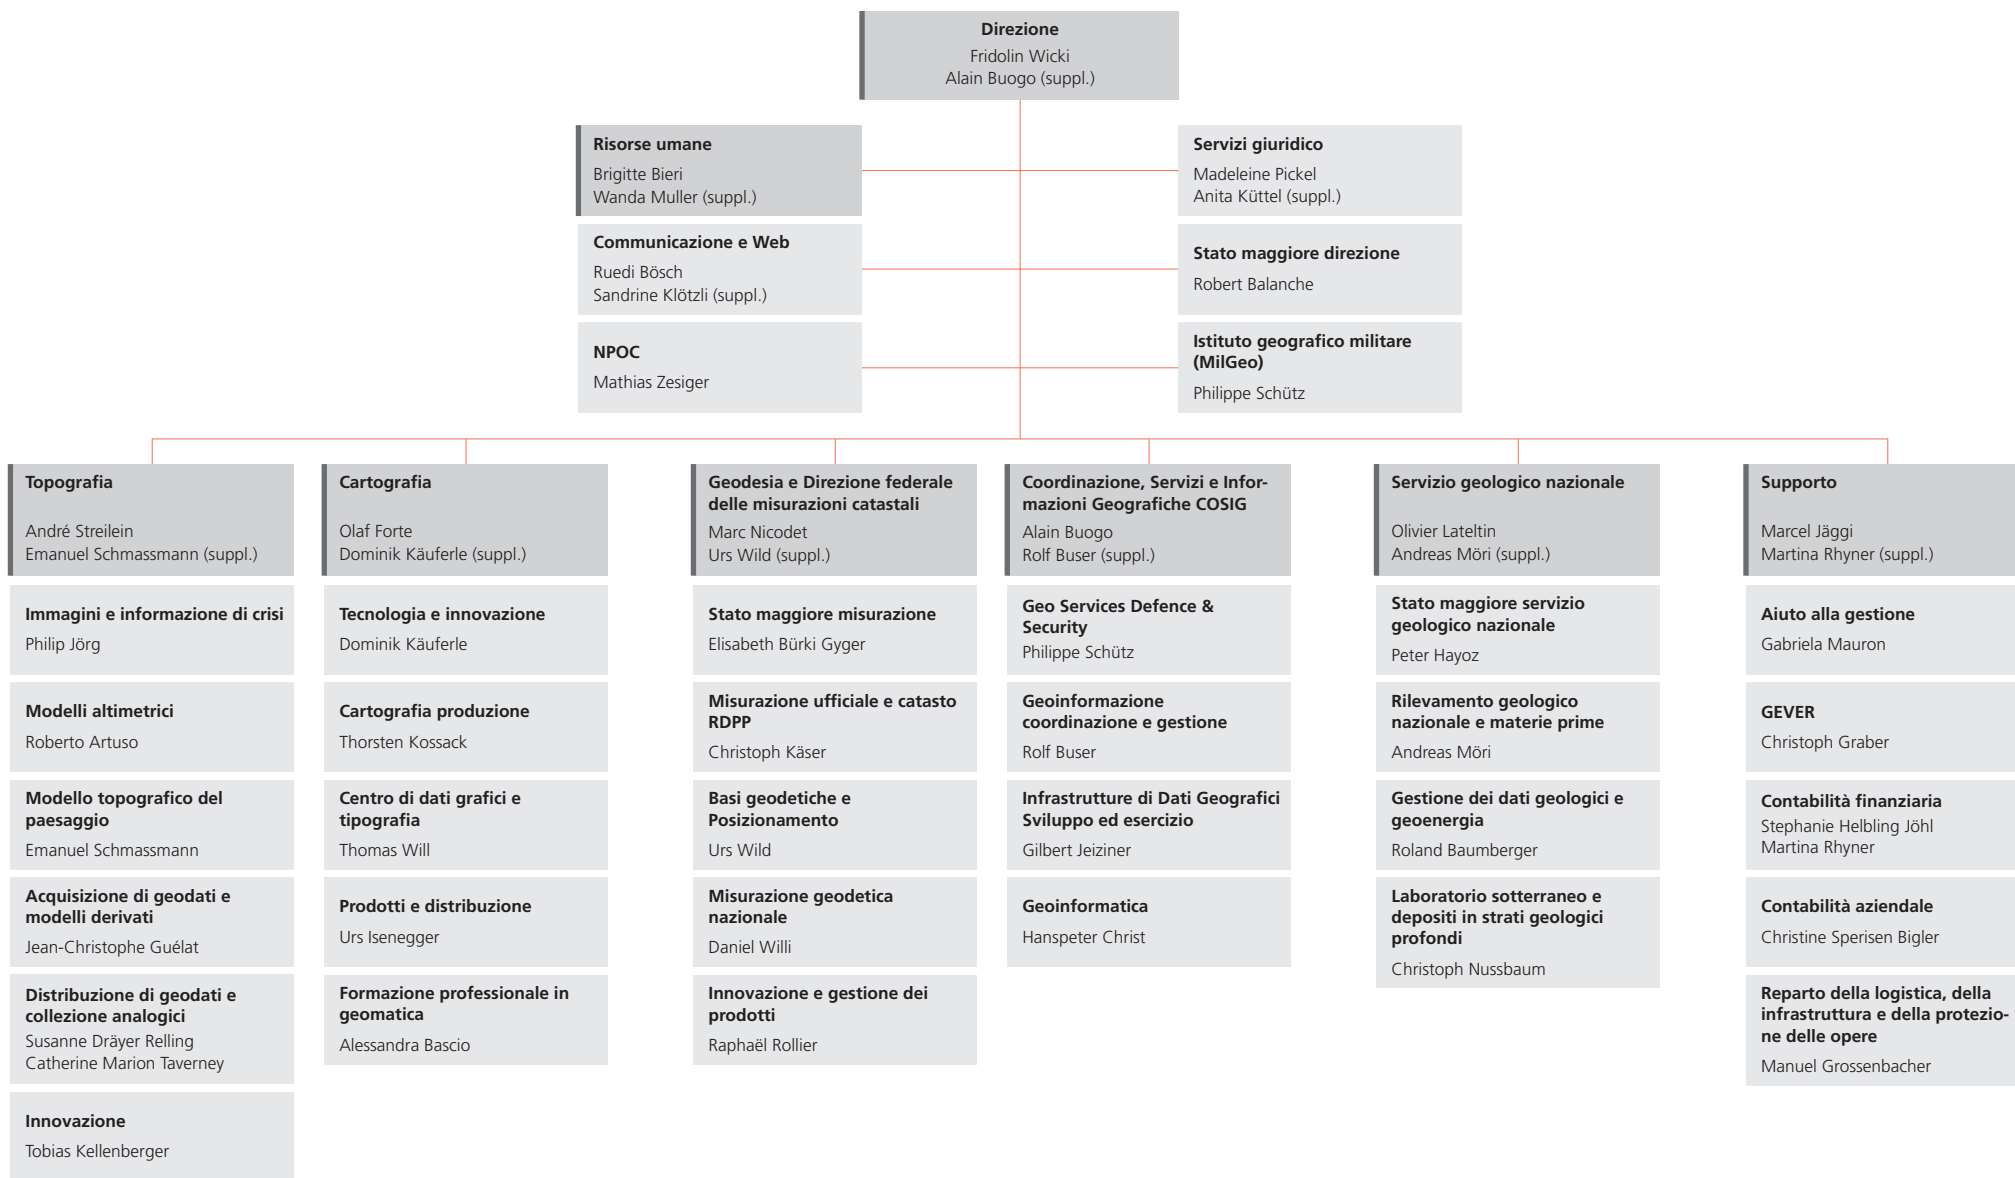 Direzione
Fridolin Wicki
Alain Buogo (suppl.)
Risorse umane
Brigitte Bieri
Wanda Muller (suppl.)
Servizi giuridico
Madeleine Pickel
Anita Küttel (suppl.)
Communicazione e Web
Ruedi Bösch
Sandrine Klötzli (suppl.)
Stato maggiore direzione
Robert Balanche
NPOC
Mathias Zesiger
Istituto geografico militare
(MilGeo)
Philippe Schütz
Topografia
André Streilein
Emanuel Schmassmann (suppl.)
Immagini e informazione di crisi
Philip Jörg
Modelli altimetrici
Roberto Artuso
Modello topografico del
paesaggio
Emanuel Schmassmann
Acquisizione di geodati e
modelli derivati
Jean-Christophe Guélat
Distribuzione di geodati e
collezione analogici
Susanne Dräyer Relling
Catherine Marion Taverney
Innovazione
Tobias Kellenberger
Cartografia
Olaf Forte
Dominik Käuferle (suppl.)
Tecnologia e innovazione
Dominik Käuferle
Cartografia produzione
Thorsten Kossack
Centro di dati grafici e
tipografia
Thomas Will
Prodotti e distribuzione
Urs Isenegger
Formazione professionale in
geomatica
Alessandra Bascio
Geodesia e Direzione federale
delle misurazioni catastali
Marc Nicodet
Urs Wild (suppl.)
Stato maggiore misurazione
Elisabeth Bürki Gyger
Misurazione ufficiale e catasto
RDPP
Christoph Käser
Basi geodetiche e
Posizionamento
Urs Wild
Misurazione geodetica
nazionale
Daniel Willi
Innovazione e gestione dei
prodotti
Raphaël Rollier
Coordinazione, Servizi e Infor-
mazioni Geografiche COSIG
Alain Buogo
Rolf Buser (suppl.)
Geo Services Defence &
Security
Philippe Schütz
Geoinformazione
coordinazione e gestione
Rolf Buser
Infrastrutture di Dati Geografici
Sviluppo ed esercizio
Gilbert Jeiziner
Geoinformatica
Hanspeter Christ
Servizio geologico nazionale
Olivier Lateltin
Andreas Möri (suppl.)
Stato maggiore servizio
geologico nazionale
Peter Hayoz
Rilevamento geologico
nazionale e materie prime
Andreas Möri
Gestione dei dati geologici e
geoenergia
Roland Baumberger
Laboratorio sotterraneo e
depositi in strati geologici
profondi
Christoph Nussbaum
Supporto
Marcel Jäggi
Martina Rhyner (suppl.)
Aiuto alla gestione
Gabriela Mauron
GEVER
Christoph Graber
Contabilità finanziaria
Stephanie Helbling Jöhl
Martina Rhyner
Contabilità aziendale
Christine Sperisen Bigler
Reparto della logistica, della
infrastruttura e della protezio-
ne delle opere
Manuel Grossenbacher